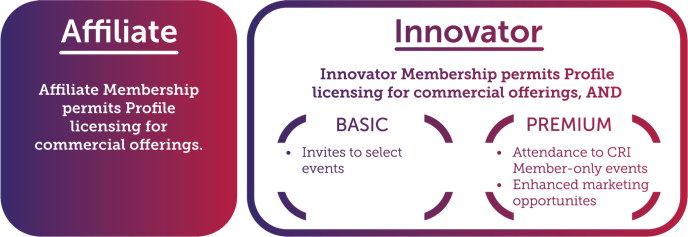 Affiliate
Affiliate Membership
permits Profile
licensing for
commercial offerings.
Innovator
Innovator Membership permits Profile
licensing for commercial offerings, AND
BASIC
• Invites to select
events
PREMIUM
• Attendance to CRI
Member-only events
• Enhanced marketing
opportunites